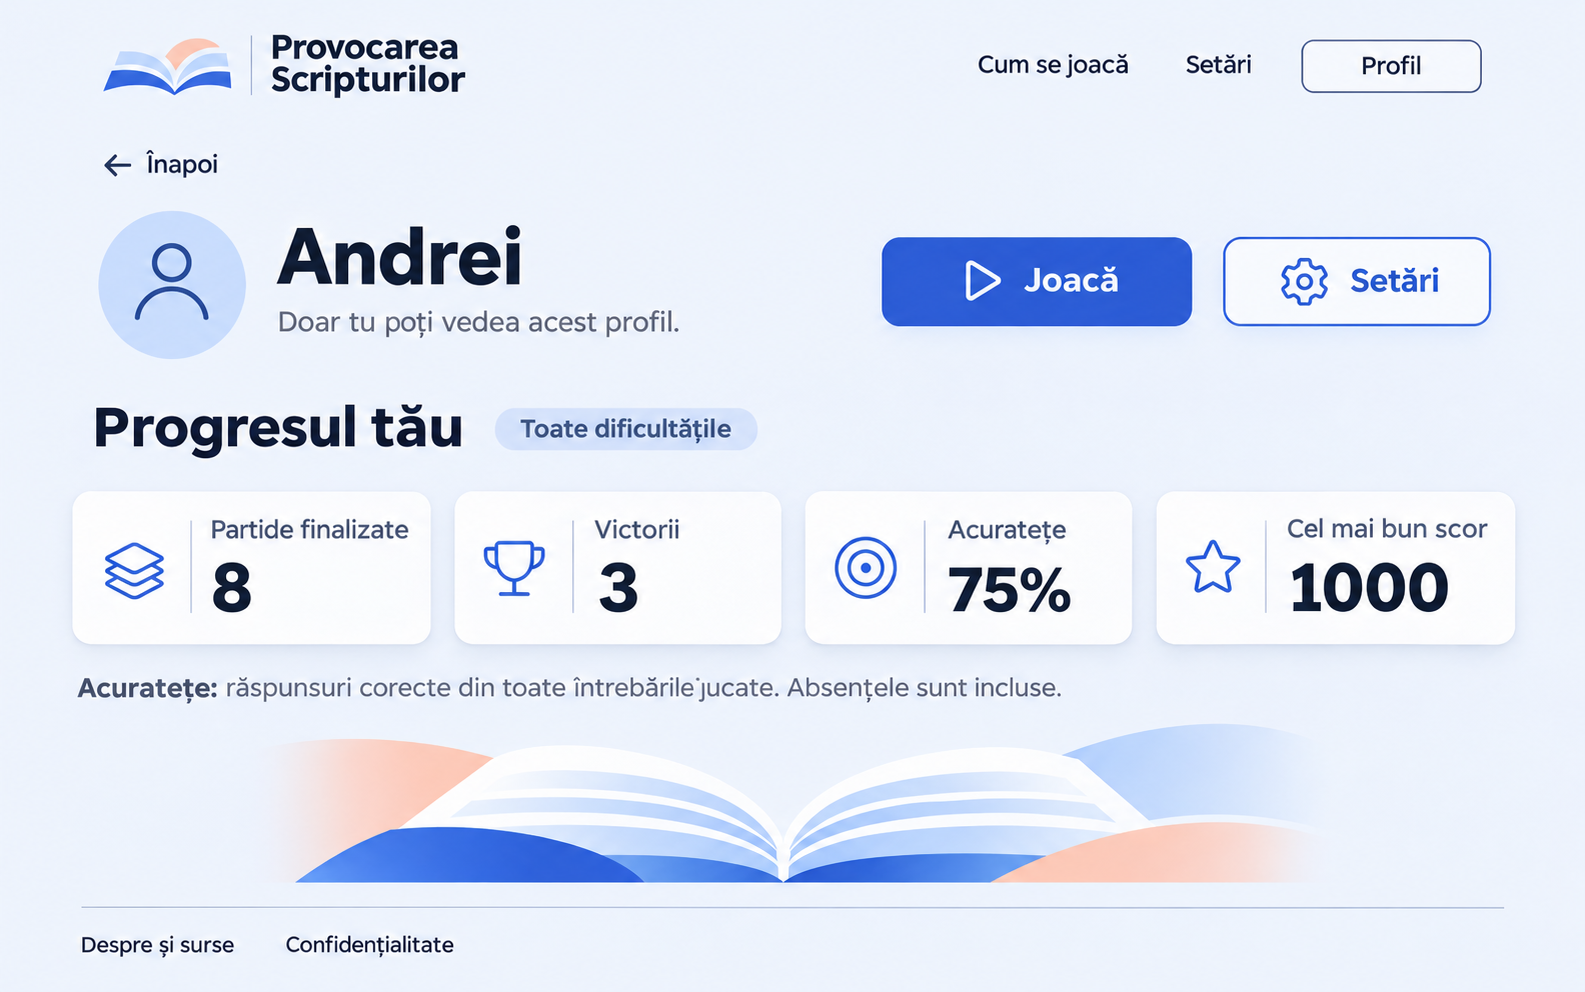 Provocarea
Scripturilor
Cum se joacă
Setări
Profil
Înapoi
Andrei
Doar tu poți vedea acest profil.
Joacă
Setări
Progresul tău
Toate dificultățile
Partide finalizate
8
Victorii
3
Acuratețe
75%
Cel mai bun scor
1000
Acuratețe: răspunsuri corecte din toate întrebările jucate. Absențele sunt incluse.
Despre și surse
Confidențialitate